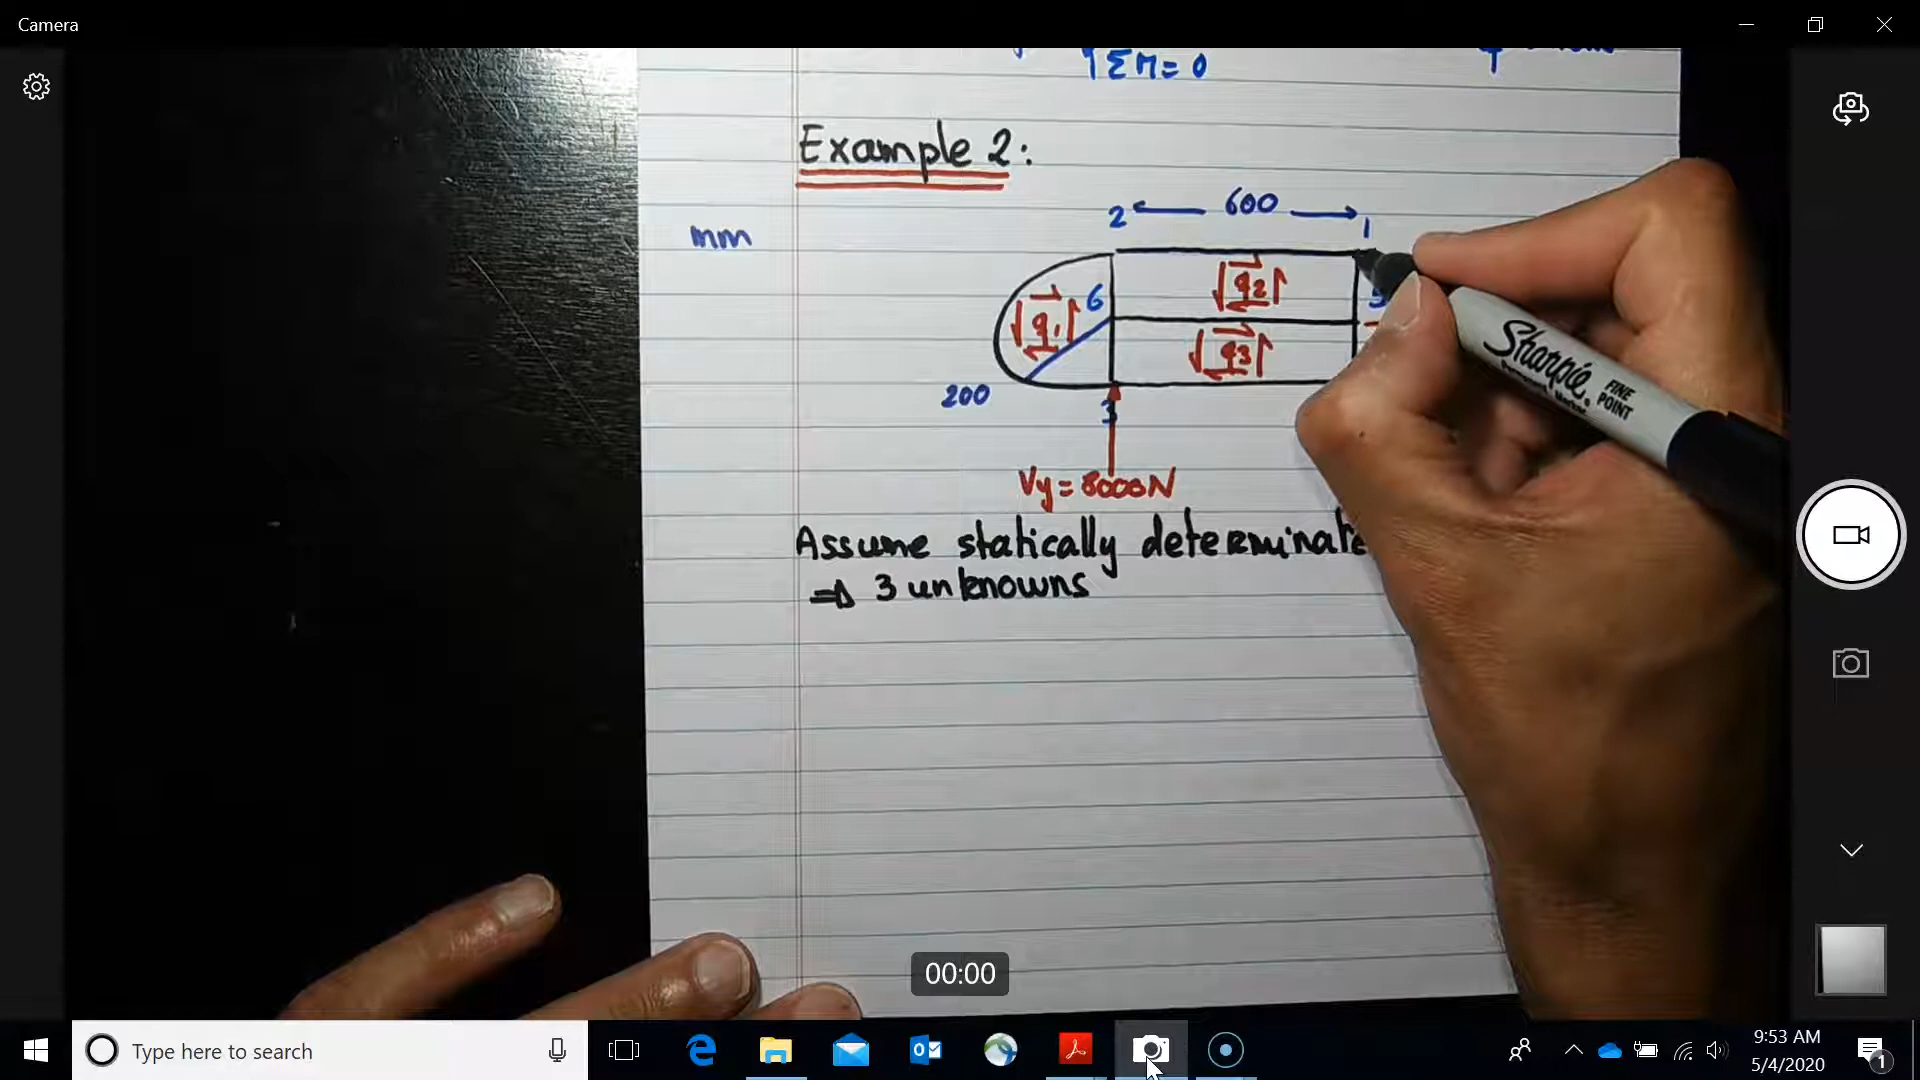 Camera
ΣM=0
Example 2:
mm
2
600
1
6
q1
q2
q3
200
3
Vy=8000N
Assume statically determinate
⇒ 3 unknowns
Sharpie.
FINE
POINT
00:00
Type here to search
9:53 AM
5/4/2020
1